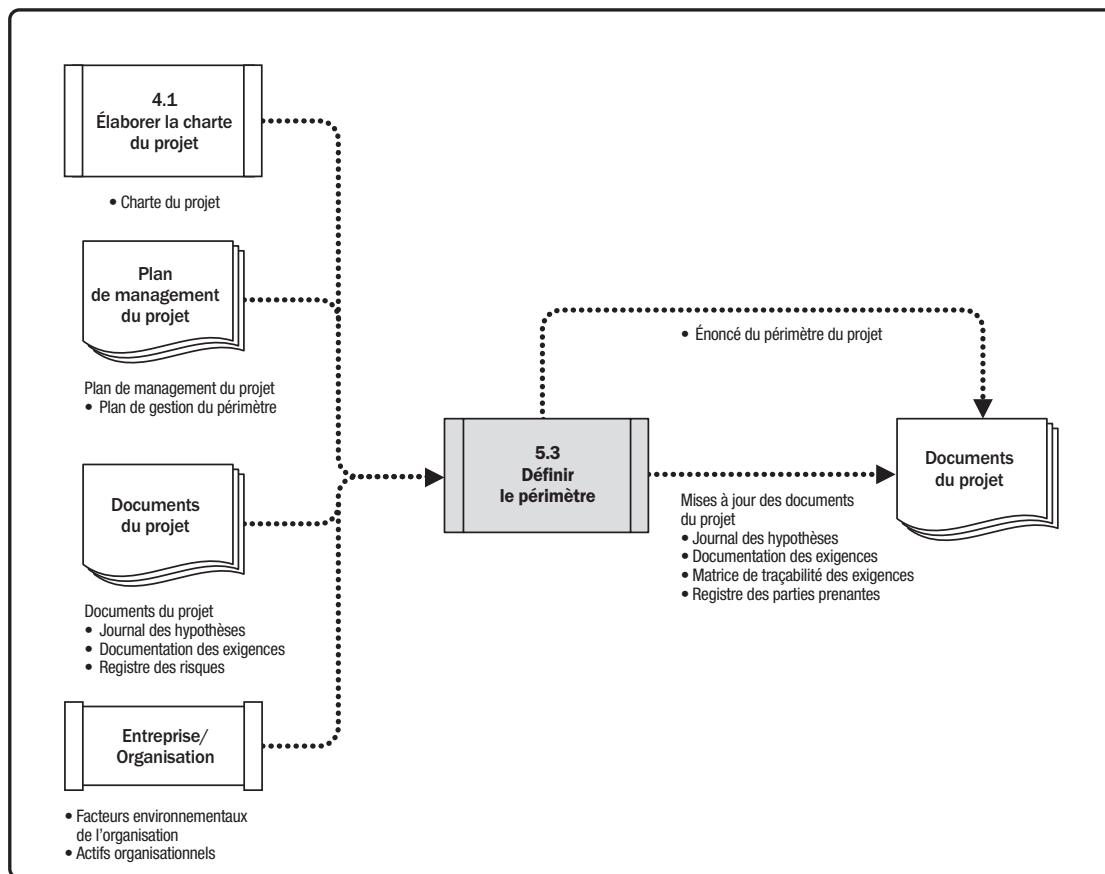 4.1
Élaborer la charte
du projet
• Charte du projet
Plan
de management
du projet
Plan de management du projet
• Plan de gestion du périmètre
Documents
du projet
Documents du projet
• Journal des hypothèses
• Documentation des exigences
• Registre des risques
Entreprise/
Organisation
• Facteurs environnementaux
de l’organisation
• Actifs organisationnels
5.3
Définir
le périmètre
• Énoncé du périmètre du projet
Mises à jour des documents
du projet
• Journal des hypothèses
• Documentation des exigences
• Matrice de traçabilité des exigences
• Registre des parties prenantes
Documents
du projet